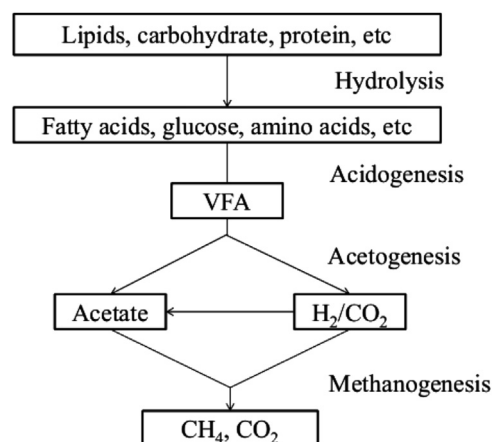 Lipids, carbohydrate, protein, etc
Hydrolysis
Fatty acids, glucose, amino acids, etc
Acidogenesis
VFA
Acetogenesis
Acetate
H₂/CO₂
Methanogenesis
CH₄, CO₂